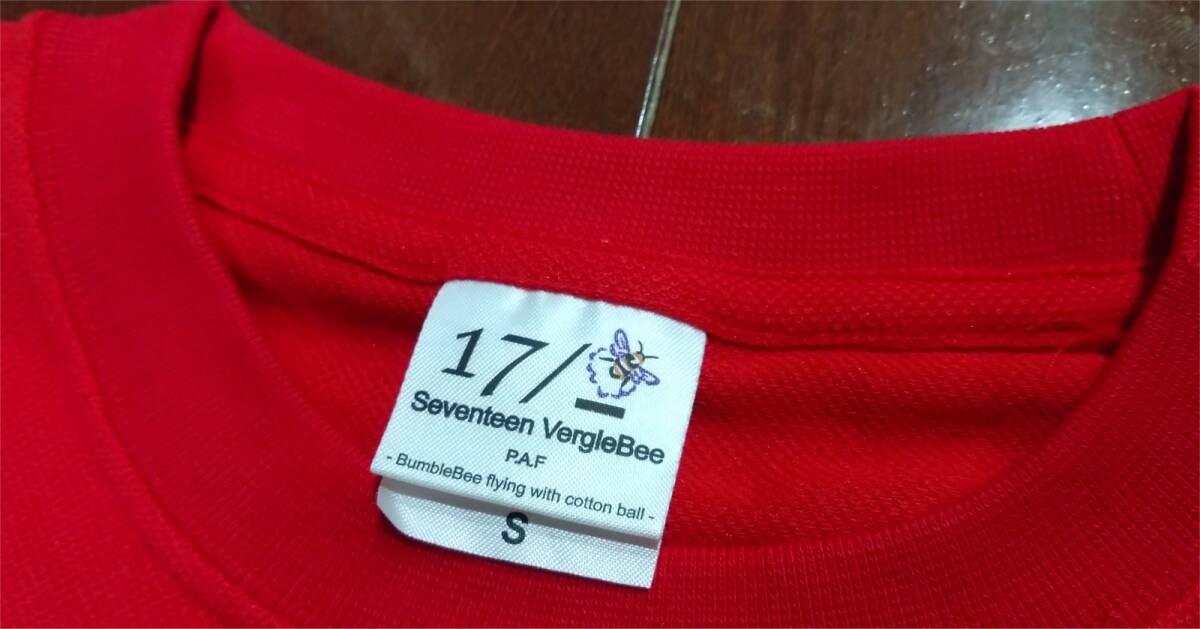 17/
Seventeen VergleBee
P.A.F
- BumbleBee flying with cotton ball -
S